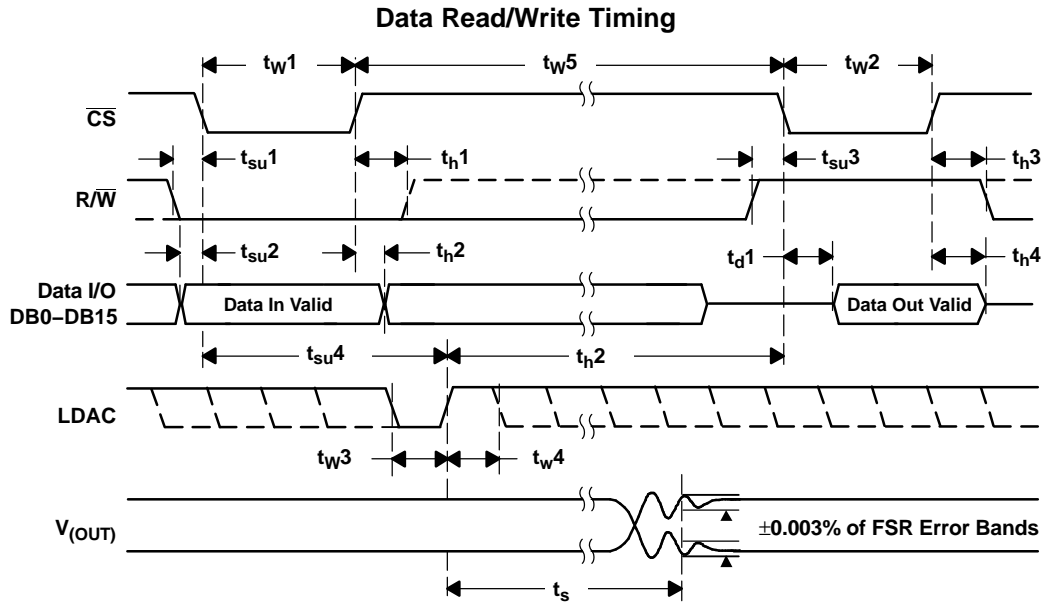 Data Read/Write Timing
tW1
tW5
tW2
CS
tsu1
th1
tsu3
th3
R/W
tsu2
th2
td1
th4
Data I/O
DB0–DB15
Data In Valid
Data Out Valid
tsu4
th2
LDAC
tW3
tw4
V(OUT)
±0.003% of FSR Error Bands
ts